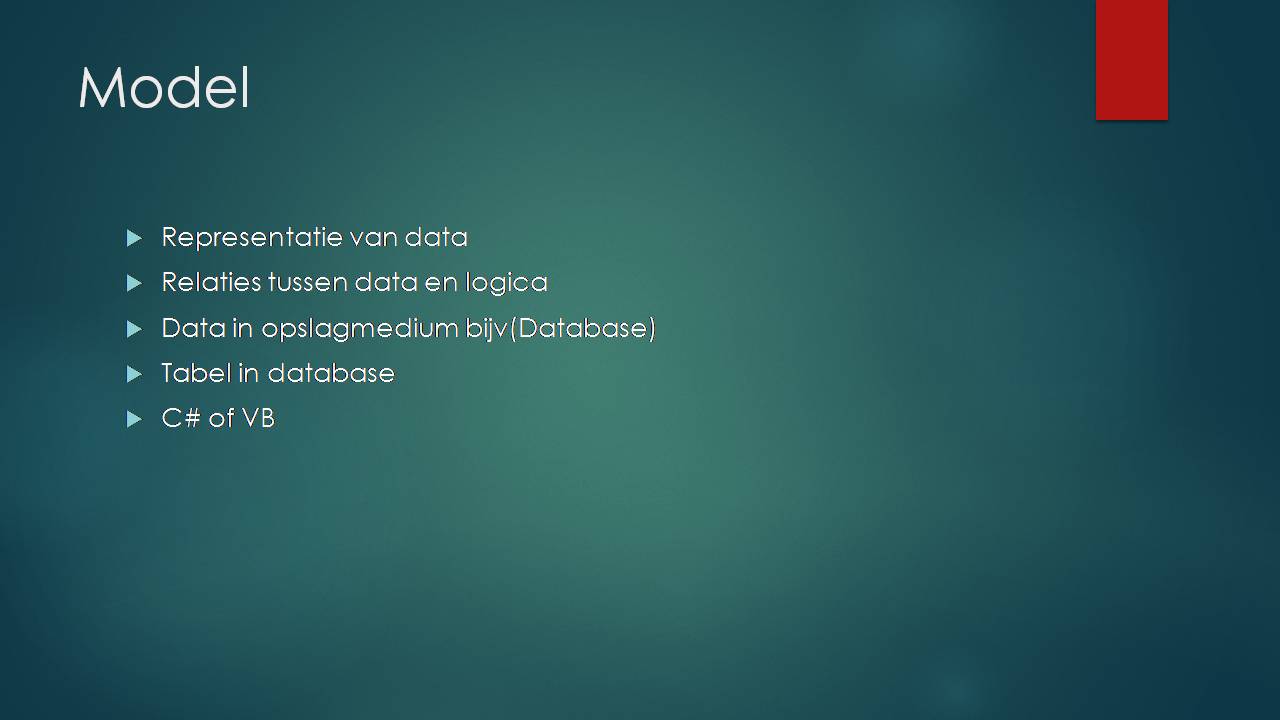 Model
Representatie van data
Relaties tussen data en logica
Data in opslagmedium bijv(Database)
Tabel in database
C# of VB